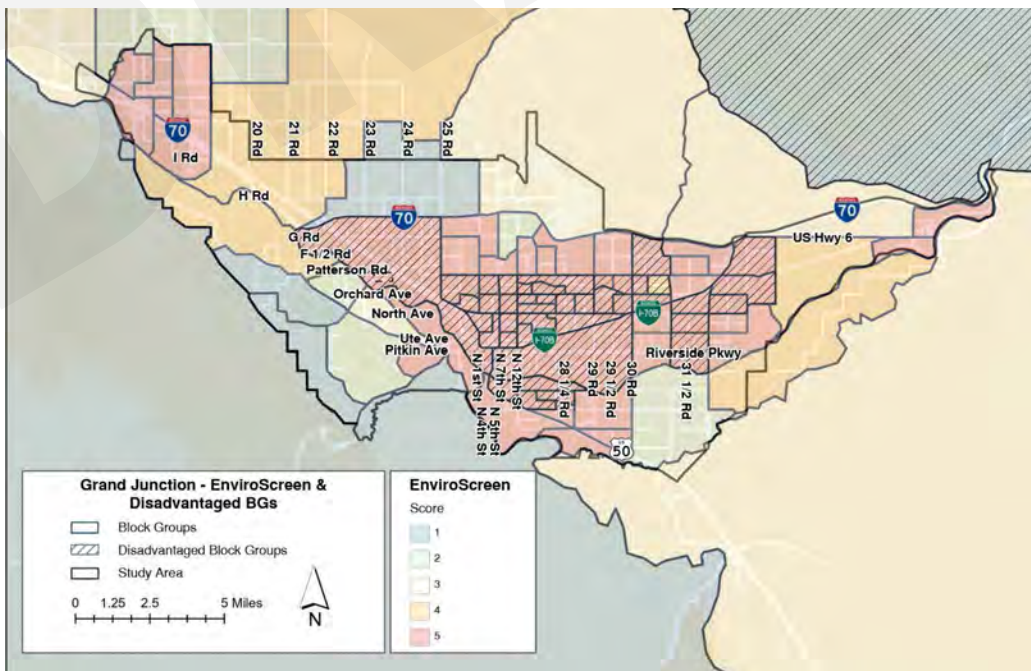 20 Rd
21 Rd
22 Rd
23 Rd
24 Rd
25 Rd
70
I Rd
H Rd
70
70
G Rd
US Hwy 6
F 1/2 Rd
Patterson Rd
Orchard Ave
North Ave
I-70B
Ute Ave
I-70B
Pitkin Ave
Riverside Pkwy
N 1st St
N 7th St
N 12th St
28 1/4 Rd
29 Rd
29 1/2 Rd
30 Rd
31 1/2 Rd
N 4th St
N 5th St
US
50
Grand Junction - EnviroScreen &
Disadvantaged BGs
Block Groups
Disadvantaged Block Groups
Study Area
0 1.25 2.5 5 Miles
N
EnviroScreen
Score
1
2
3
4
5